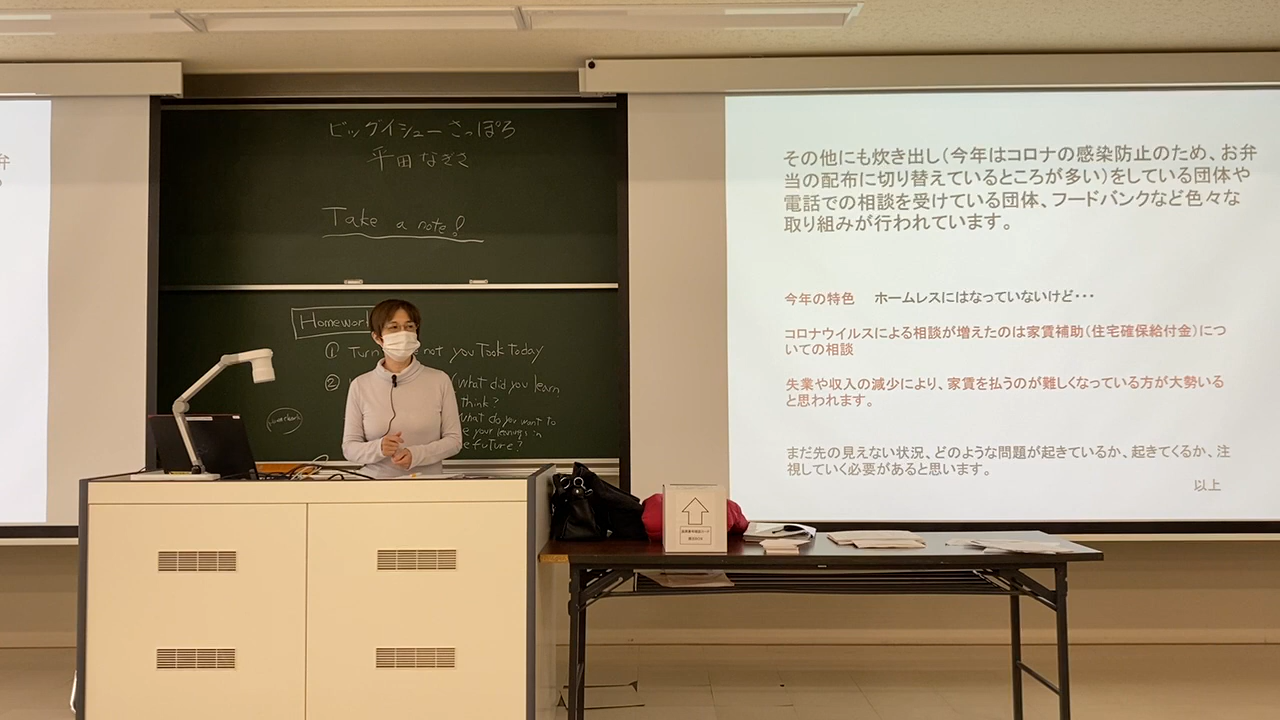 弁
ビッグイシューさっぽろ
平田なぎさ
Take a note!
Homework
① Turn not you Took Today
② (what did you learn
think?
what do you want to
your learnings in
future?
その他にも炊き出し（今年はコロナの感染防止のため、お弁
当の配布に切り替えているところが多い）をしている団体や
電話での相談を受けている団体、フードバンクなど色々な
取り組みが行われています。
今年の特色　ホームレスにはなっていないけど・・・
コロナウイルスによる相談が増えたのは家賃補助（住宅確保給付金）につ
いての相談
失業や収入の減少により、家賃を払うのが難しくなっている方が大勢いる
と思われます。
まだ先の見えない状況、どのような問題が起きているか、起きてくるか、注
視していく必要があると思います。
以上